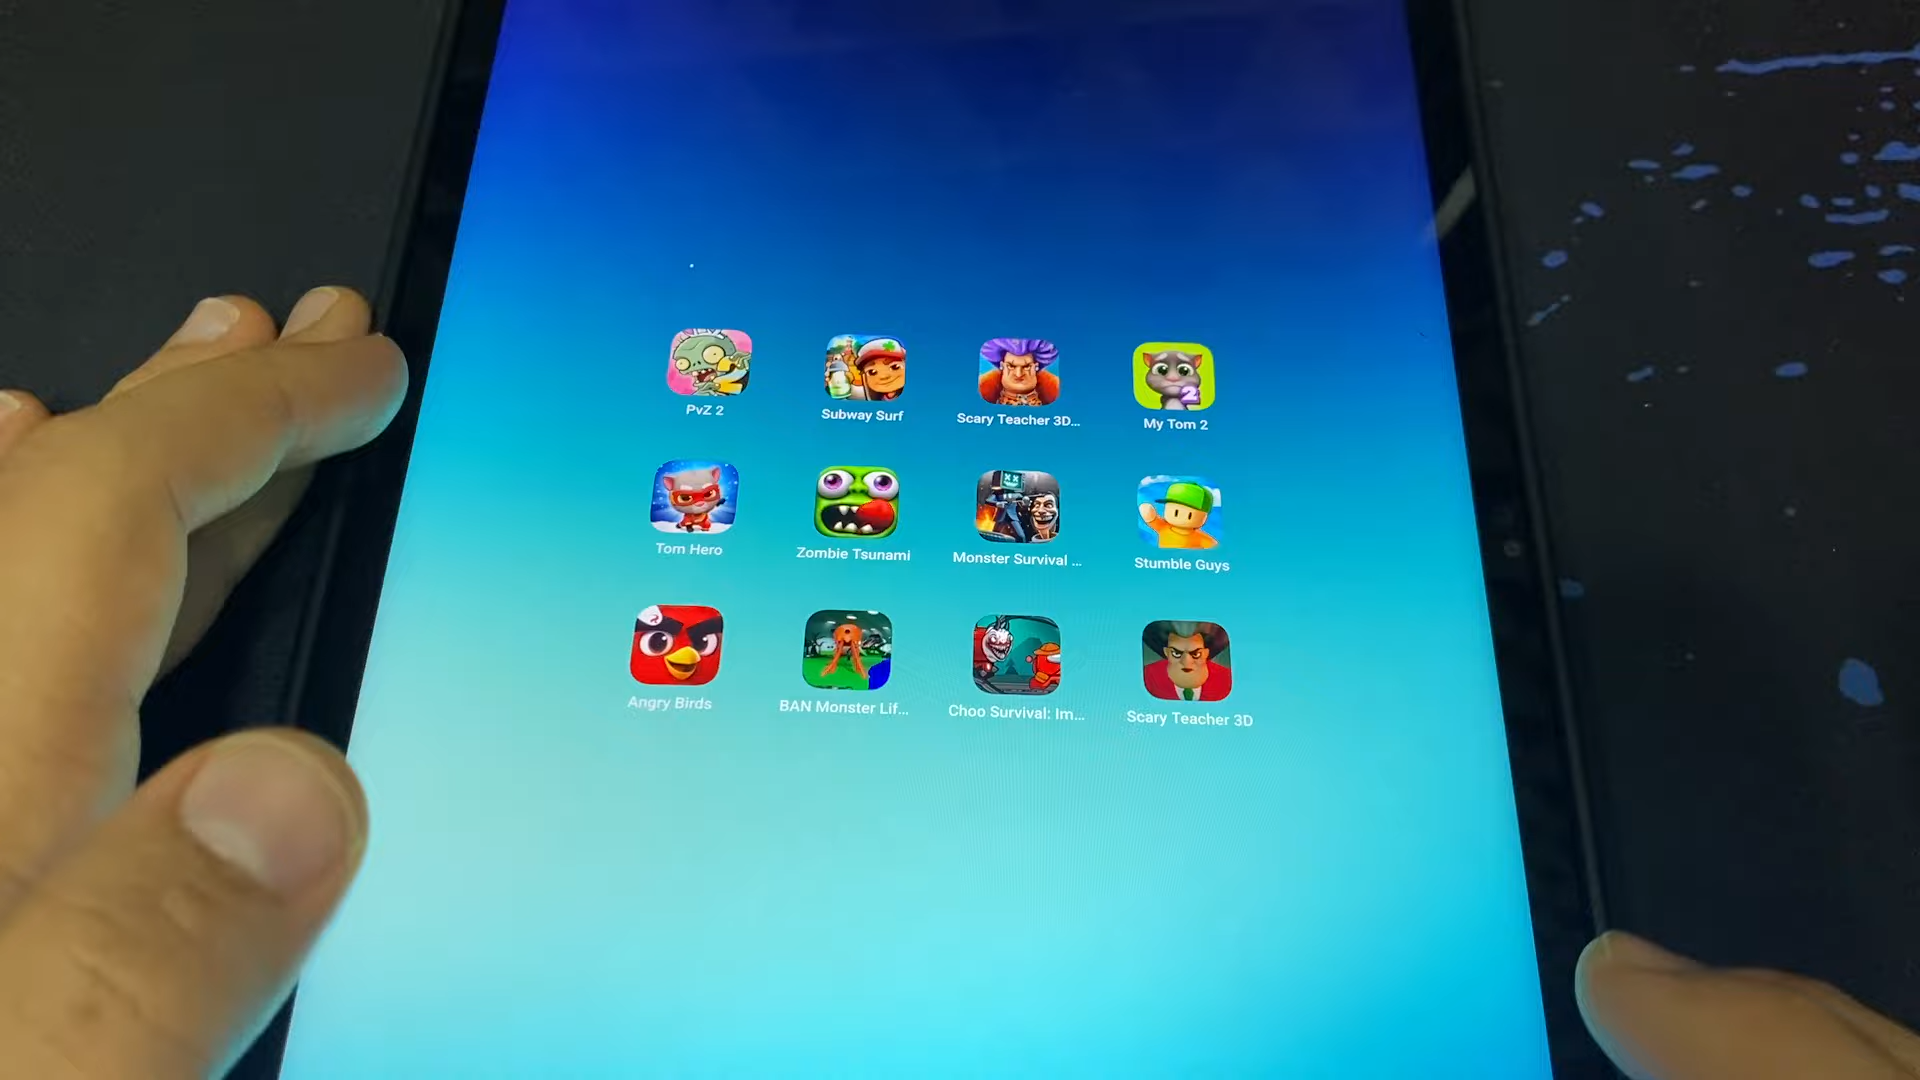 PvZ 2
Subway Surf
Scary Teacher 3D...
My Tom 2
2
Tom Hero
Zombie Tsunami
Monster Survival ...
Stumble Guys
Angry Birds
BAN Monster Lif...
Choo Survival: Im...
Scary Teacher 3D